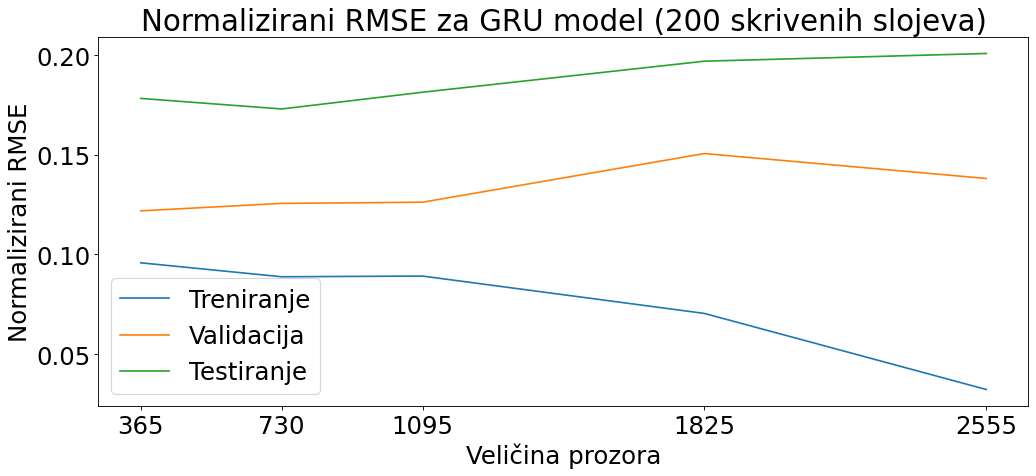 Normalizirani RMSE za GRU model (200 skrivenih slojeva)
Normalizirani RMSE
0.20
0.15
0.10
0.05
Treniranje
Validacija
Testiranje
365 730 1095 1825 2555
Veličina prozora